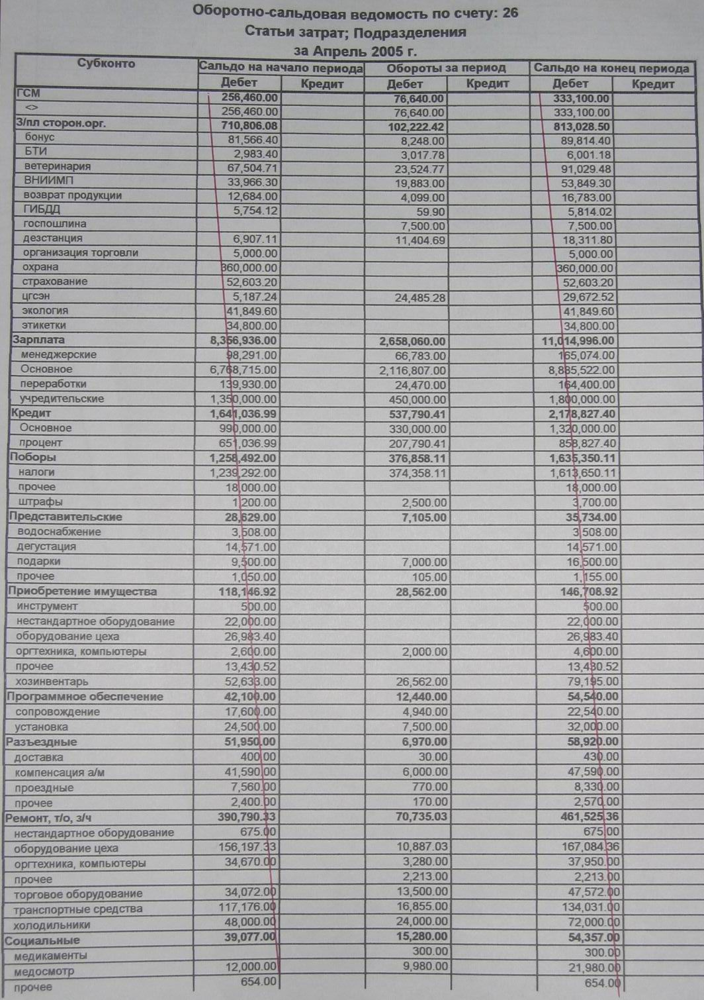 Оборотно-сальдовая ведомость по счету: 26
Статьи затрат; Подразделения
за Апрель 2005 г.
Субконто Сальдо на начало периода Обороты за период Сальдо на конец периода
Дебет Кредит Дебет Кредит Дебет Кредит
ГСМ 256,460.00 76,640.00 333,100.00
<> 256,460.00 76,640.00 333,100.00
З/пл сторон.орг. 710,806.08 102,222.42 813,028.50
бонус 81,566.40 8,248.00 89,814.40
БТИ 2,983.40 3,017.78 6,001.18
ветеринария 67,504.71 23,524.77 91,029.48
ВНИИМП 33,966.30 19,883.00 53,849.30
возврат продукции 12,684.00 4,099.00 16,783.00
ГИБДД 5,754.12 59.90 5,814.02
госпошлина 7,500.00 7,500.00
дезстанция 6,907.11 11,404.69 18,311.80
организация торговли 5,000.00 5,000.00
охрана 360,000.00 360,000.00
страхование 52,603.20 52,603.20
цгсэн 5,187.24 24,485.28 29,672.52
экология 41,849.60 41,849.60
этикетки 34,800.00 34,800.00
Зарплата 8,356,936.00 2,658,060.00 11,014,996.00
менеджерские 98,291.00 66,783.00 165,074.00
Основное 6,768,715.00 2,116,807.00 8,885,522.00
переработки 139,930.00 24,470.00 164,400.00
учредительские 1,350,000.00 450,000.00 1,800,000.00
Кредит 1,641,036.99 537,790.41 2,178,827.40
Основное 990,000.00 330,000.00 1,320,000.00
процент 651,036.99 207,790.41 858,827.40
Поборы 1,258,492.00 376,858.11 1,635,350.11
налоги 1,239,292.00 374,358.11 1,613,650.11
прочее 18,000.00 18,000.00
штрафы 1,200.00 2,500.00 3,700.00
Представительские 28,629.00 7,105.00 35,734.00
водоснабжение 3,508.00 3,508.00
дегустация 14,571.00 14,571.00
подарки 9,500.00 7,000.00 16,500.00
прочее 1,050.00 105.00 1,155.00
Приобретение имущества 118,146.92 28,562.00 146,708.92
инструмент 500.00 500.00
нестандартное оборудование 22,000.00 22,000.00
оборудование цеха 26,983.40 26,983.40
оргтехника, компьютеры 2,600.00 2,000.00 4,600.00
прочее 13,430.52 13,430.52
хозинвентарь 52,633.00 26,562.00 79,195.00
Программное обеспечение 42,100.00 12,440.00 54,540.00
сопровождение 17,600.00 4,940.00 22,540.00
установка 24,500.00 7,500.00 32,000.00
Разъездные 51,950.00 6,970.00 58,920.00
доставка 400.00 30.00 430.00
компенсация а/м 41,590.00 6,000.00 47,590.00
проездные 7,560.00 770.00 8,330.00
прочее 2,400.00 170.00 2,570.00
Ремонт, т/о, з/ч 390,790.33 70,735.03 461,525.36
нестандартное оборудование 675.00 675.00
оборудование цеха 156,197.33 10,887.03 167,084.36
оргтехника, компьютеры 34,670.00 3,280.00 37,950.00
прочее 2,213.00 2,213.00
торговое оборудование 34,072.00 13,500.00 47,572.00
транспортные средства 117,176.00 16,855.00 134,031.00
холодильники 48,000.00 24,000.00 72,000.00
Социальные 39,077.00 15,280.00 54,357.00
медикаменты 300.00 300.00
медосмотр 12,000.00 9,980.00 21,980.00
прочее 654.00 654.00